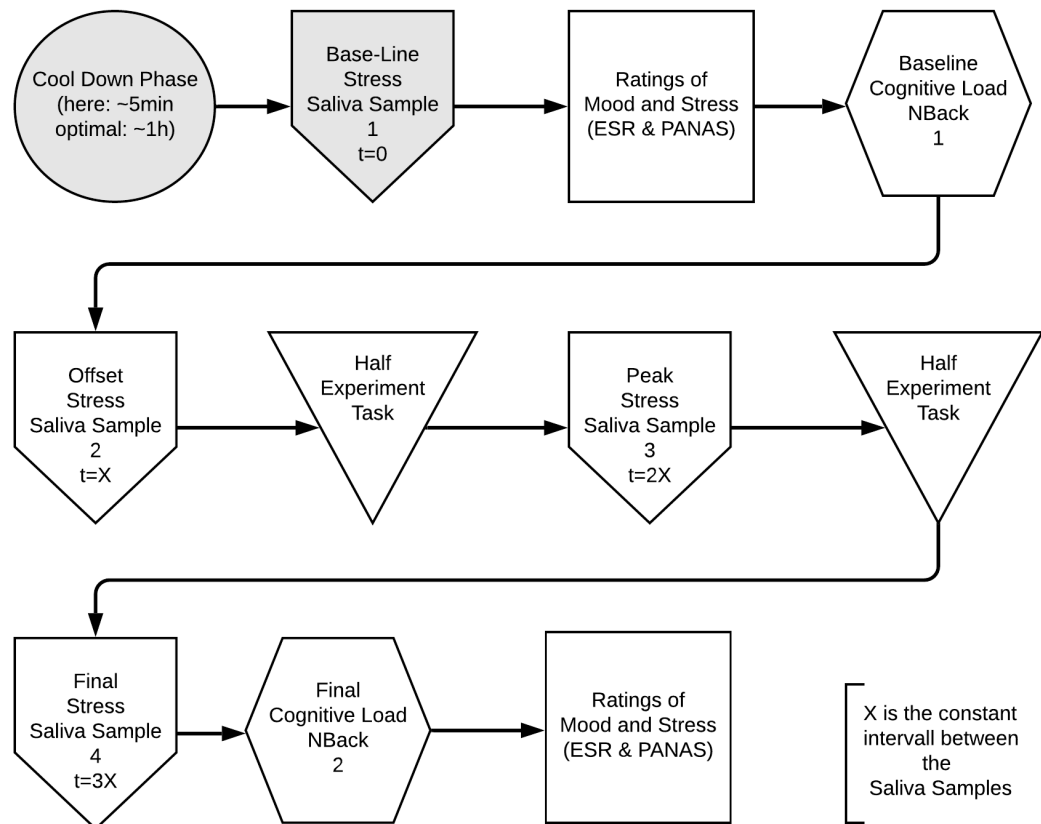 Cool Down Phase
(here: ~5min
optimal: ~1h)
Base-Line
Stress
Saliva Sample
1
t=0
Ratings of
Mood and Stress
(ESR & PANAS)
Baseline
Cognitive Load
NBack
1
Offset
Stress
Saliva Sample
2
t=X
Half
Experiment
Task
Peak
Stress
Saliva Sample
3
t=2X
Half
Experiment
Task
Final
Stress
Saliva Sample
4
t=3X
Final
Cognitive Load
NBack
2
Ratings of
Mood and Stress
(ESR & PANAS)
X is the constant
intervall between
the
Saliva Samples